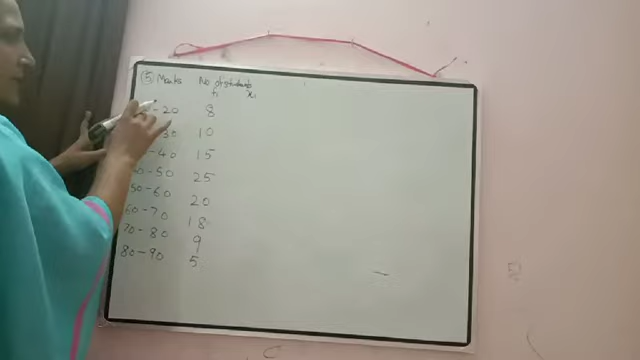 ⑤ Marks No of students
fi xi
- 20 8
30 10
- 40 15
- 50 25
50 - 60 20
60 - 70 18
70 - 80 9
80 - 90 5